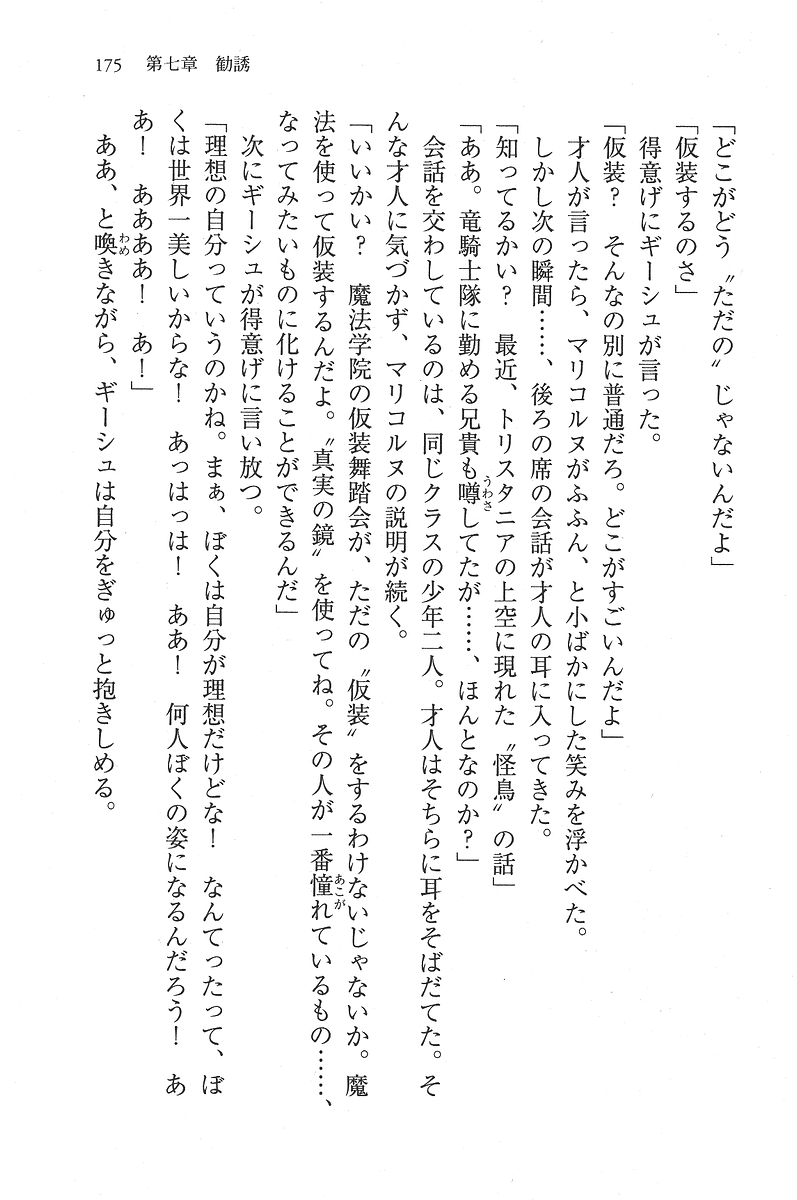 175　第七章　勧誘
「どこがどう〝ただの〟じゃないんだよ」
「仮装するのさ」
得意げにギーシュが言った。
「仮装？　そんなの別に普通だろ。どこがすごいんだよ」
才人が言ったら、マリコルヌがふふん、と小ばかにした笑みを浮かべた。
しかし次の瞬間……、後ろの席の会話が才人の耳に入ってきた。
「知ってるかい？　最近、トリスタニアの上空に現れた〝怪鳥〟の話」
「ああ。竜騎士隊に勤める兄貴も噂してたが……、ほんとなのか？」
会話を交わしているのは、同じクラスの少年二人。才人はそちらに耳をそばだてた。そ
んな才人に気づかず、マリコルヌの説明が続く。
「いいかい？　魔法学院の仮装舞踏会が、ただの〝仮装〟をするわけないじゃないか。魔
法を使って仮装するんだよ。〝真実の鏡〟を使ってね。その人が一番憧れているもの……、
なってみたいものに化けることができるんだ」
次にギーシュが得意げに言い放つ。
「理想の自分っていうのかね。まぁ、ぼくは自分が理想だけどな！　なんてったって、ぼ
くは世界一美しいからな！　あっはっは！　ああ！　何人ぼくの姿になるんだろう！　あ
あ！　あああ！　あ！」
ああ、と喚きながら、ギーシュは自分をぎゅっと抱きしめる。